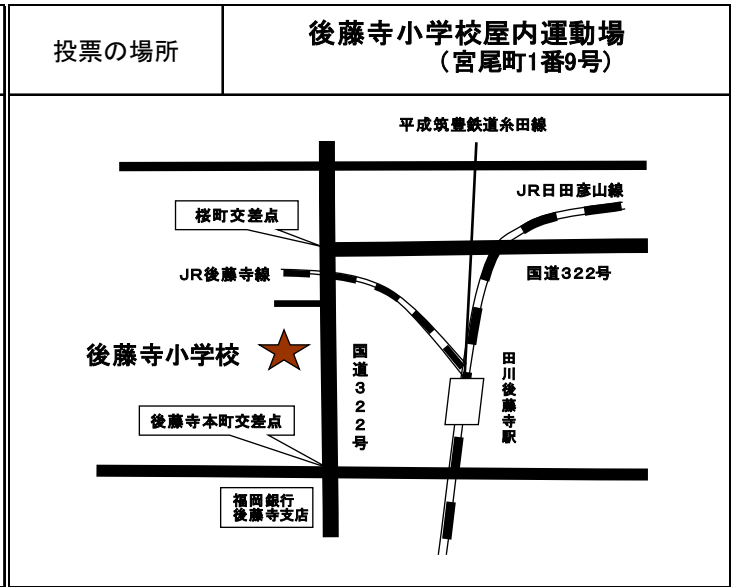 投票の場所
後藤寺小学校屋内運動場
（宮尾町1番9号）
平成筑豊鉄道糸田線
JR日田彦山線
桜町交差点
国道322号
JR後藤寺線
後藤寺小学校
国道322号
田川後藤寺駅
後藤寺本町交差点
福岡銀行
後藤寺支店